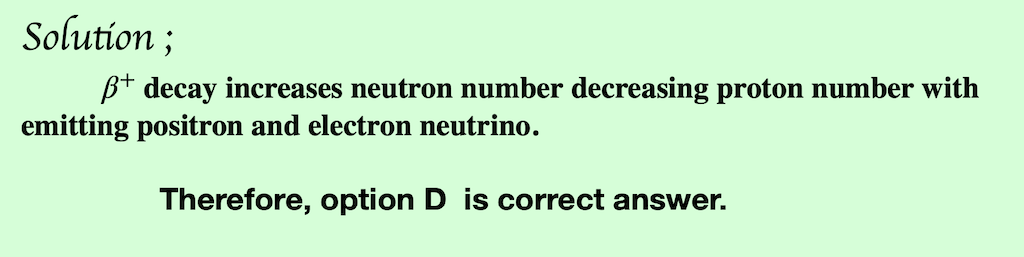 Solution ;
β⁺ decay increases neutron number decreasing proton number with
emitting positron and electron neutrino.
Therefore, option D is correct answer.